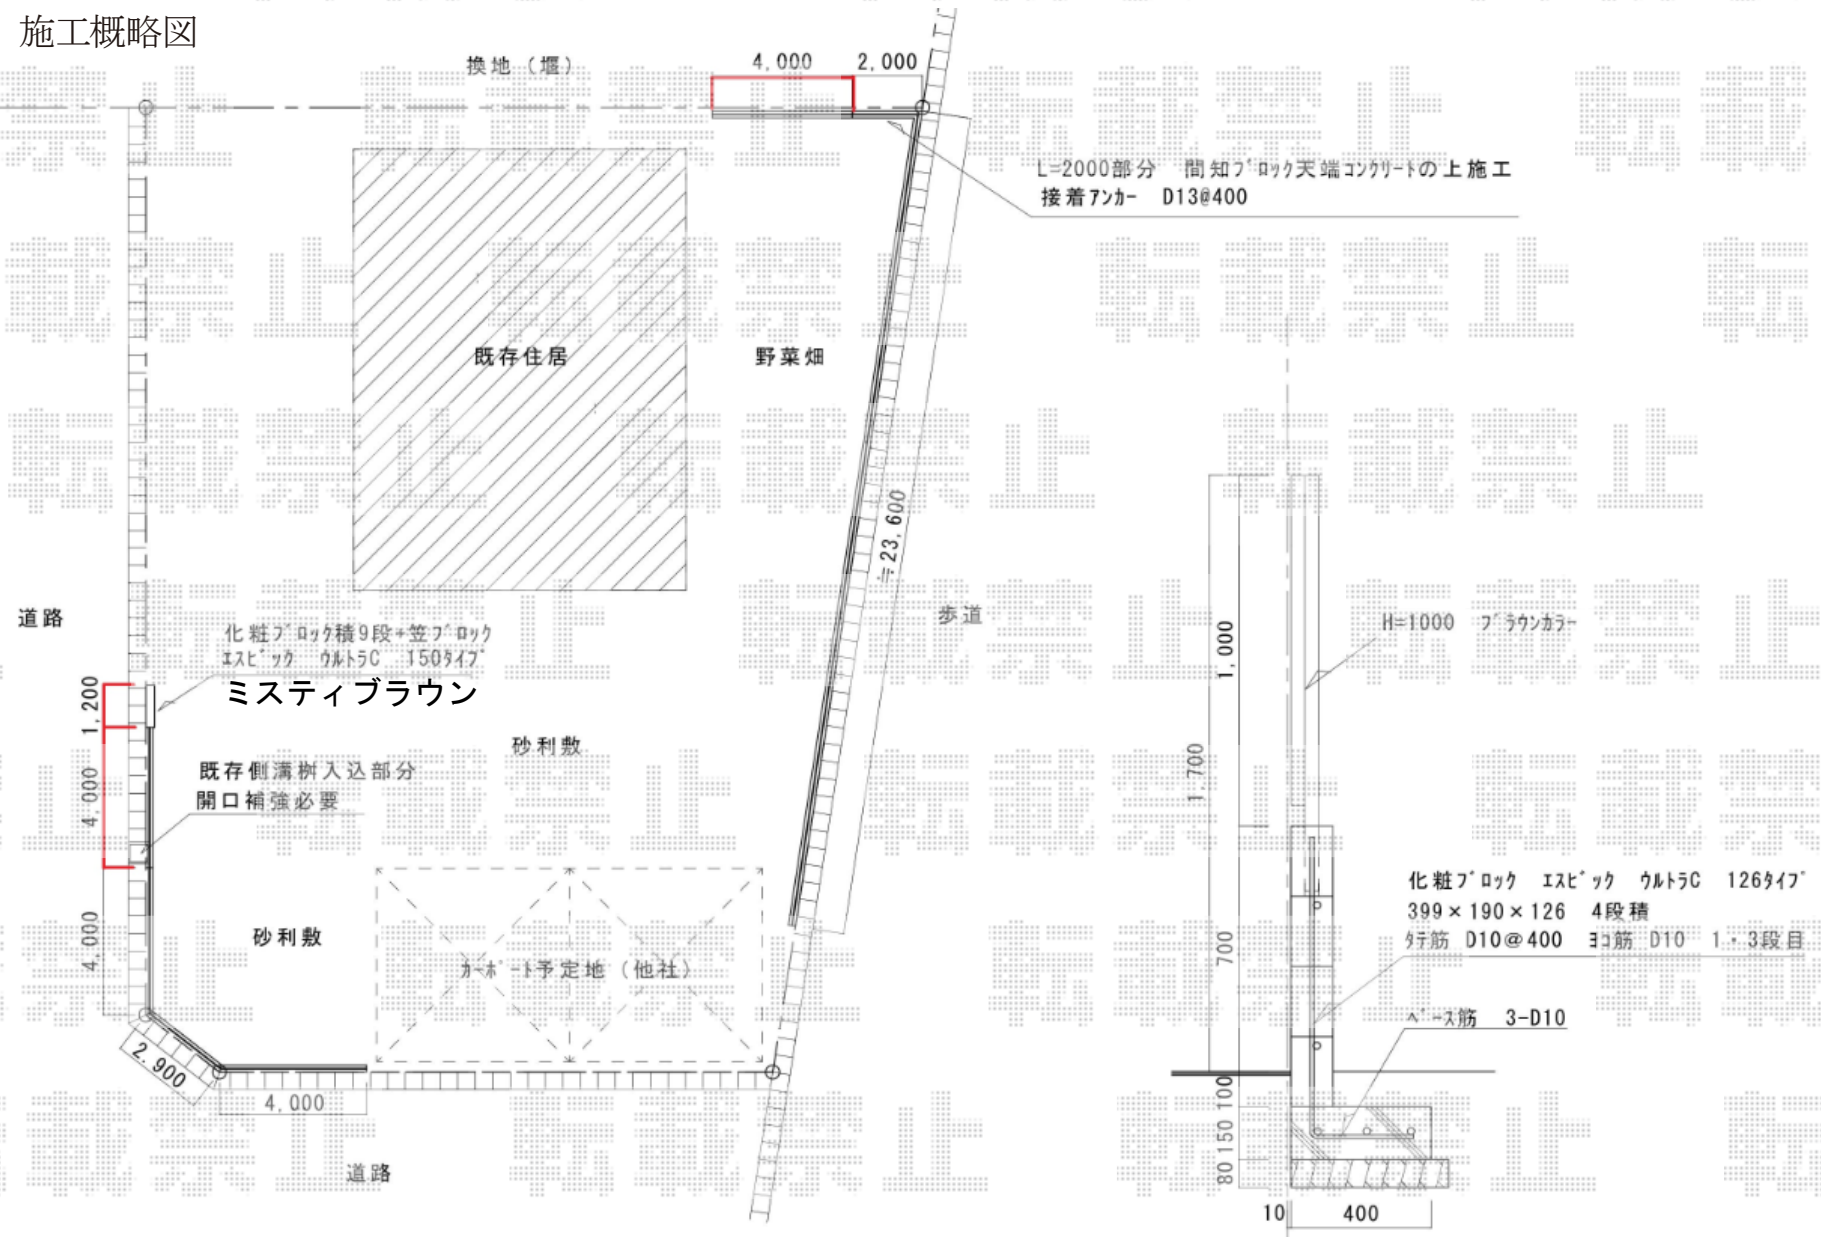 施工概略図
換地（堰）
4,000
2,000
L=2000部分　間知ﾌﾞﾛｯｸ天端ｺﾝｸﾘｰﾄの上施工
接着ｱﾝｶｰ　D13@400
既存住居
野菜畑
≒23,600
歩道
道路
化粧ﾌﾞﾛｯｸ積9段+笠ﾌﾞﾛｯｸ
ｴｽﾋﾞｯｸ　ｳﾙﾄﾗC　150ﾀｲﾌﾟ
ミスティブラウン
1,200
砂利敷
既存側溝桝入込部分
開口補強必要
4,000
4,000
砂利敷
ｶｰﾎﾟｰﾄ予定地（他社）
2.900
4,000
道路
H=1000　ﾌﾞﾗｳﾝｶﾗｰ
1,000
1,700
700
化粧ﾌﾞﾛｯｸ　ｴｽﾋﾞｯｸ　ｳﾙﾄﾗC　126ﾀｲﾌﾟ
399×190×126　4段積
ﾀﾃ筋　D10@400　ﾖｺ筋　D10　1・3段目
ﾍﾞｰｽ筋　3-D10
100
150
80
10
400
転載禁止